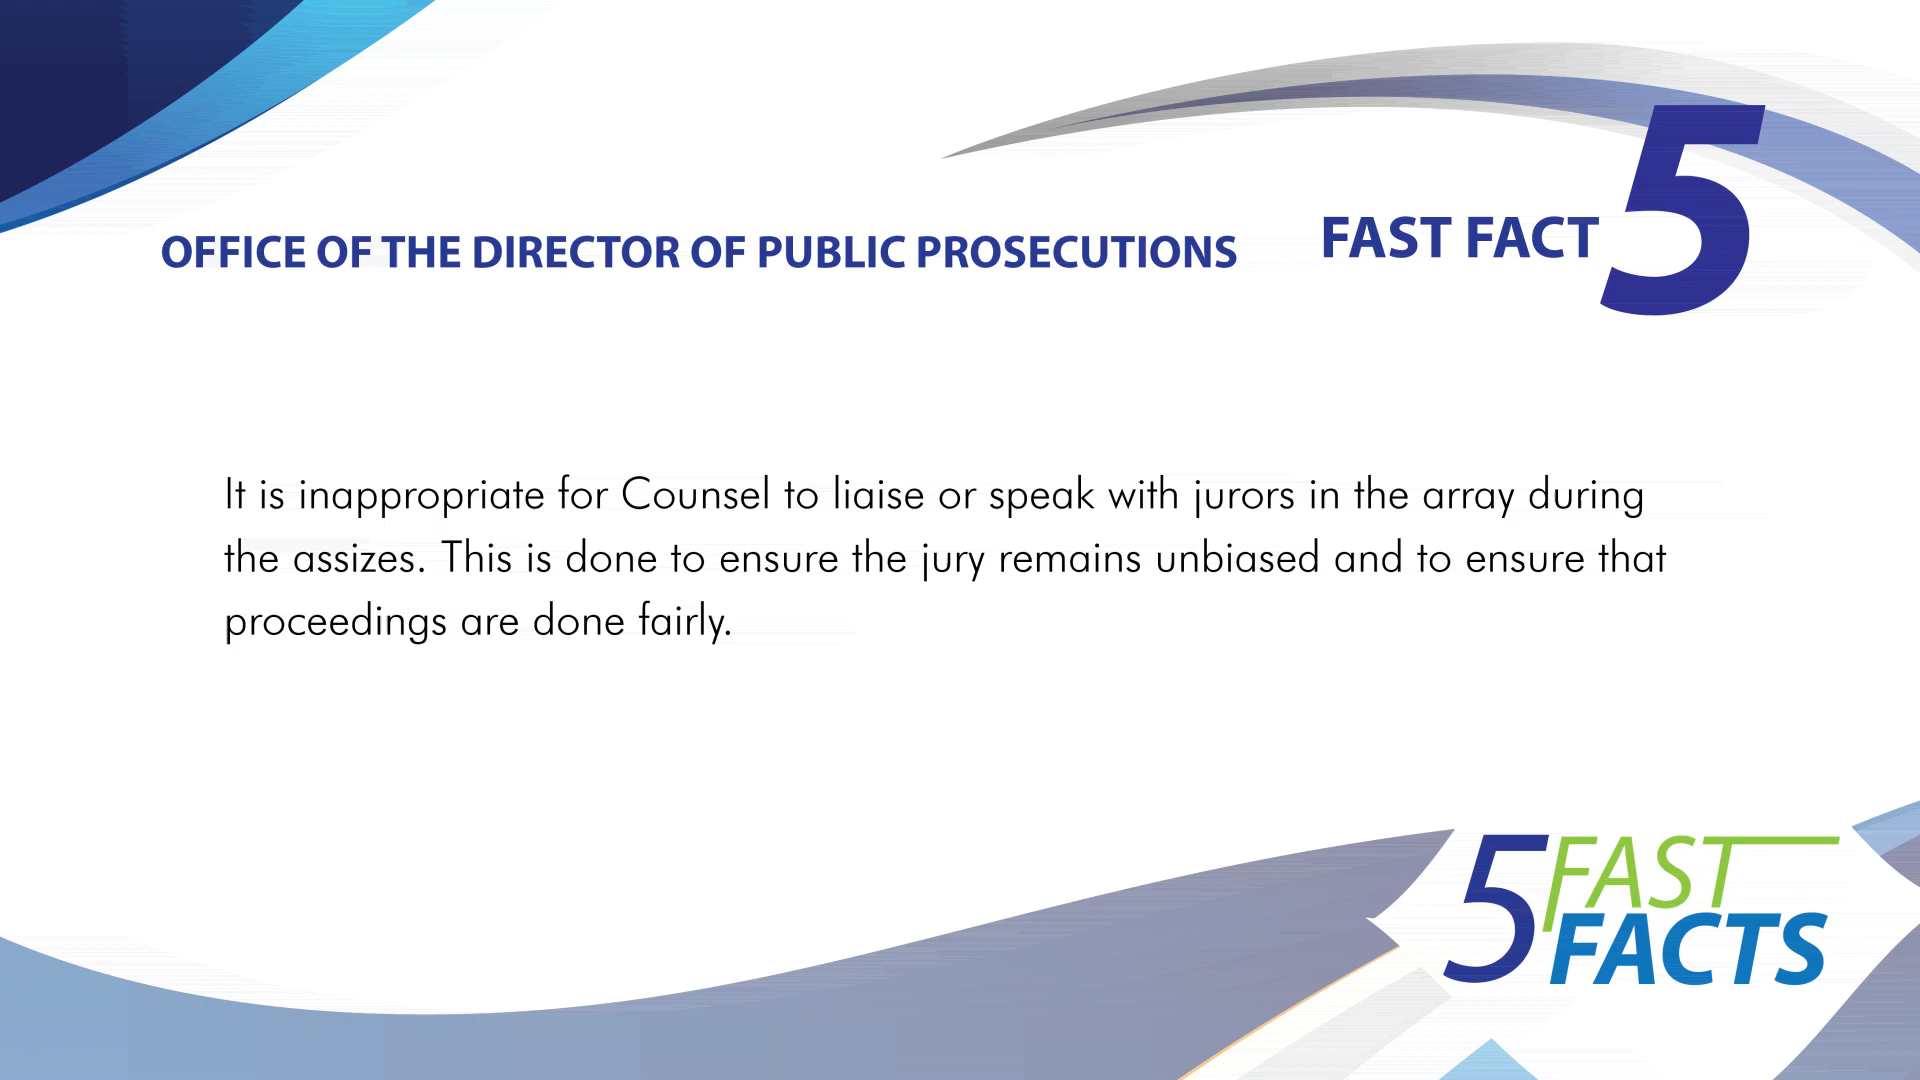 OFFICE OF THE DIRECTOR OF PUBLIC PROSECUTIONS
FAST FACT 5
It is inappropriate for Counsel to liaise or speak with jurors in the array during
the assizes. This is done to ensure the jury remains unbiased and to ensure that
proceedings are done fairly.
5 FAST
FACTS